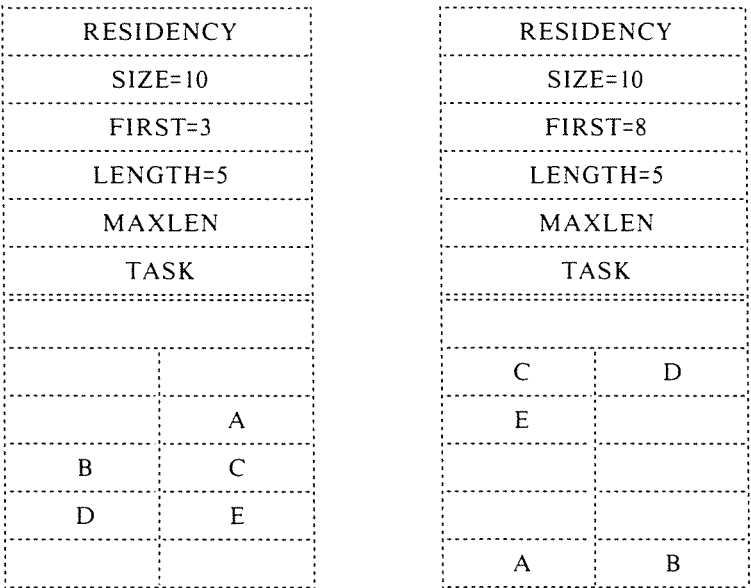 RESIDENCY
SIZE=10
FIRST=3
LENGTH=5
MAXLEN
TASK
A
B C
D E
RESIDENCY
SIZE=10
FIRST=8
LENGTH=5
MAXLEN
TASK
C D
E
A B